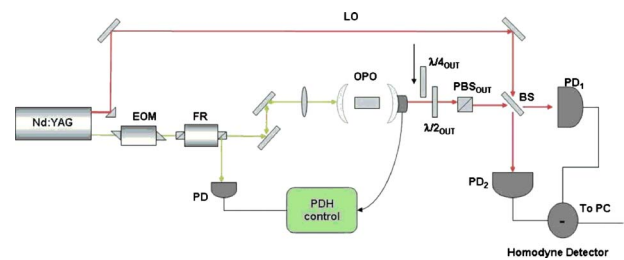 LO
Nd:YAG
EOM
FR
OPO
λ/4OUT
λ/2OUT
PBSOUT
BS
PD1
PD2
PD
PDH
control
-
To PC
Homodyne Detector